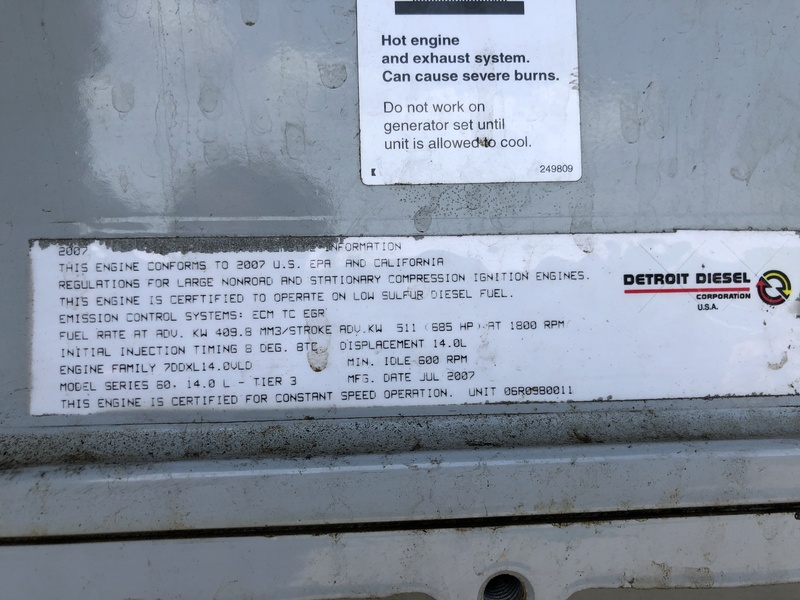 Hot engine
and exhaust system.
Can cause severe burns.
Do not work on
generator set until
unit is allowed to cool.
249809
2007 INFORMATION
THIS ENGINE CONFORMS TO 2007 U.S. EPA AND CALIFORNIA
REGULATIONS FOR LARGE NONROAD AND STATIONARY COMPRESSION IGNITION ENGINES.
THIS ENGINE IS CERFTIFIED TO OPERATE ON LOW SULFUR DIESEL FUEL.
EMISSION CONTROL SYSTEMS: ECM TC EGR
FUEL RATE AT ADV. KW 409.8 MM3/STROKE ADV.KW 511 (685 HP) AT 1800 RPM
INITIAL INJECTION TIMING 8 DEG. BTC DISPLACEMENT 14.0L
ENGINE FAMILY 7DDXL14.0VLD MIN. IDLE 600 RPM
MODEL SERIES 60, 14.0 L - TIER 3 MFG. DATE JUL 2007
THIS ENGINE IS CERTIFIED FOR CONSTANT SPEED OPERATION. UNIT 06R0980011
DETROIT DIESEL
CORPORATION
U.S.A.